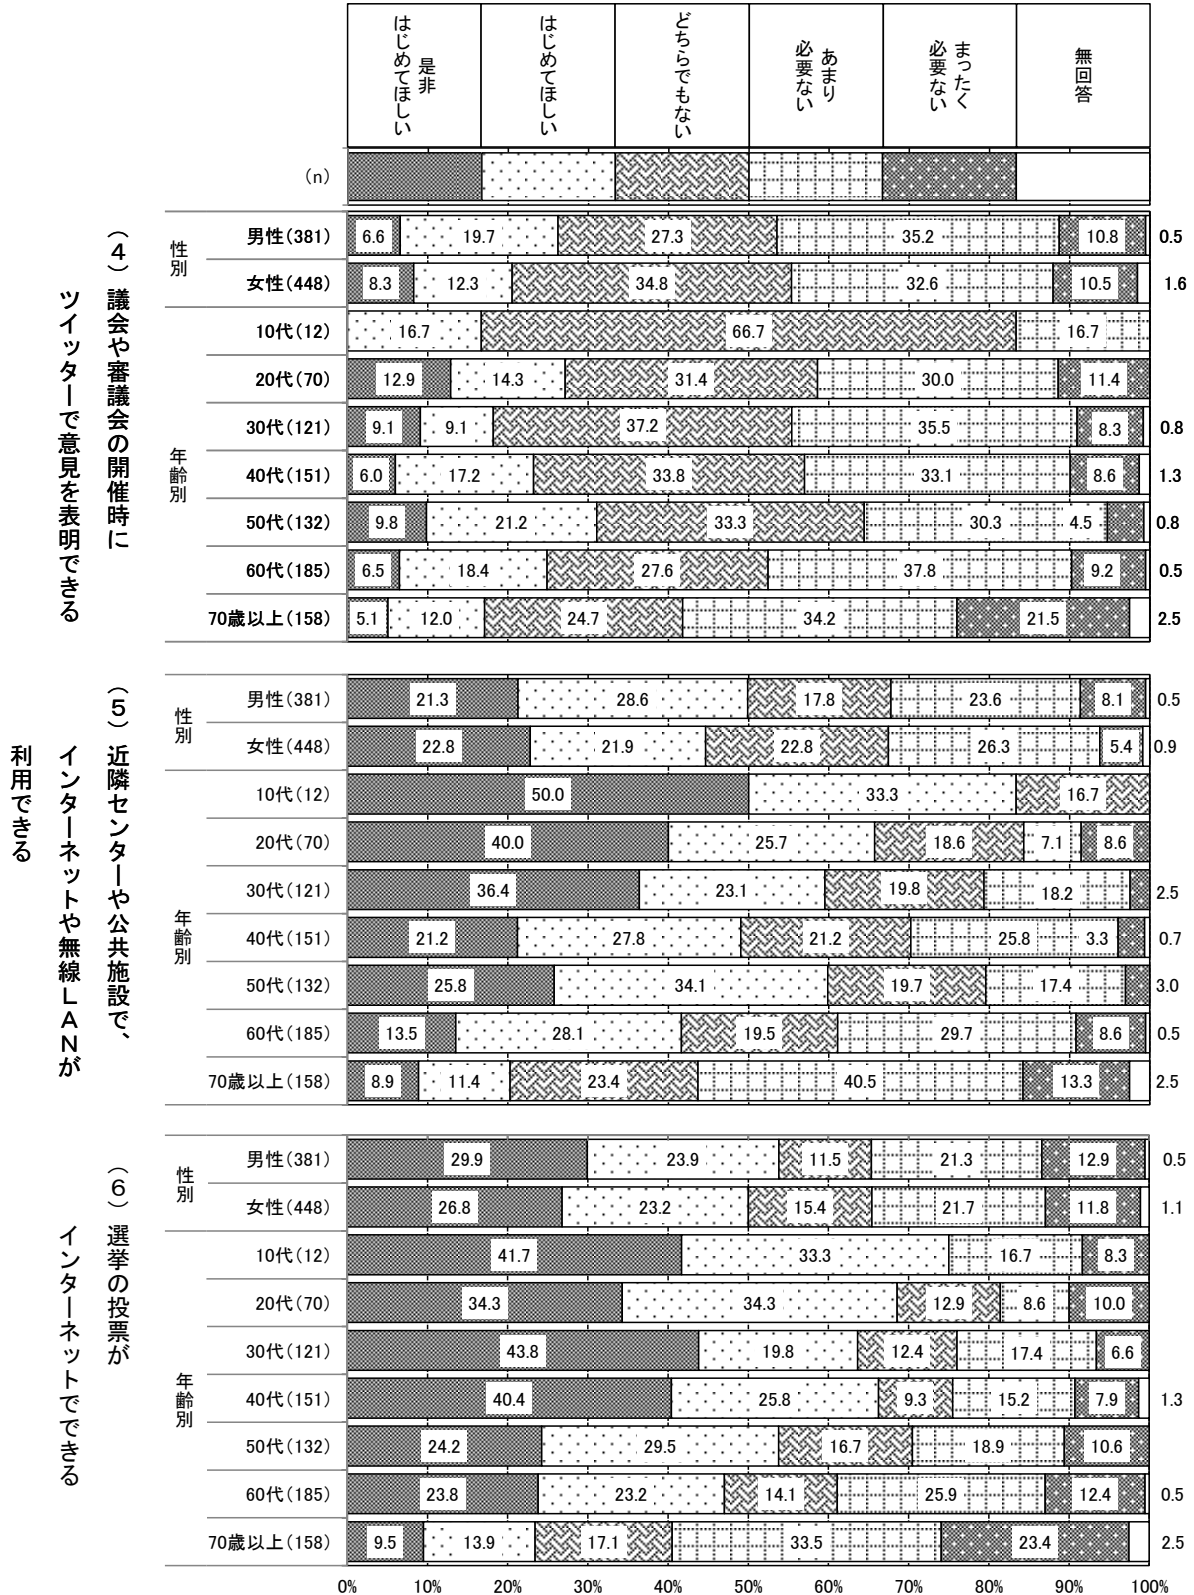 是非
はじめてほしい
はじめてほしい
どちらでもない
あまり
必要ない
まったく
必要ない
無回答
(n)
(4) 議会や審議会の開催時に
ツイッターで意見を表明できる
性別
男性(381) 6.6 19.7 27.3 35.2 10.8 0.5
女性(448) 8.3 12.3 34.8 32.6 10.5 1.6
年齢別
10代(12) 16.7 66.7 16.7
20代(70) 12.9 14.3 31.4 30.0 11.4
30代(121) 9.1 9.1 37.2 35.5 8.3 0.8
40代(151) 6.0 17.2 33.8 33.1 8.6 1.3
50代(132) 9.8 21.2 33.3 30.3 4.5 0.8
60代(185) 6.5 18.4 27.6 37.8 9.2 0.5
70歳以上(158) 5.1 12.0 24.7 34.2 21.5 2.5
(5) 近隣センターや公共施設で、
インターネットや無線LANが
利用できる
性別
男性(381) 21.3 28.6 17.8 23.6 8.1 0.5
女性(448) 22.8 21.9 22.8 26.3 5.4 0.9
年齢別
10代(12) 50.0 33.3 16.7
20代(70) 40.0 25.7 18.6 7.1 8.6
30代(121) 36.4 23.1 19.8 18.2 2.5
40代(151) 21.2 27.8 21.2 25.8 3.3 0.7
50代(132) 25.8 34.1 19.7 17.4 3.0
60代(185) 13.5 28.1 19.5 29.7 8.6 0.5
70歳以上(158) 8.9 11.4 23.4 40.5 13.3 2.5
(6) 選挙の投票が
インターネットでできる
性別
男性(381) 29.9 23.9 11.5 21.3 12.9 0.5
女性(448) 26.8 23.2 15.4 21.7 11.8 1.1
年齢別
10代(12) 41.7 33.3 16.7 8.3
20代(70) 34.3 34.3 12.9 8.6 10.0
30代(121) 43.8 19.8 12.4 17.4 6.6
40代(151) 40.4 25.8 9.3 15.2 7.9 1.3
50代(132) 24.2 29.5 16.7 18.9 10.6
60代(185) 23.8 23.2 14.1 25.9 12.4 0.5
70歳以上(158) 9.5 13.9 17.1 33.5 23.4 2.5
0% 10% 20% 30% 40% 50% 60% 70% 80% 90% 100%